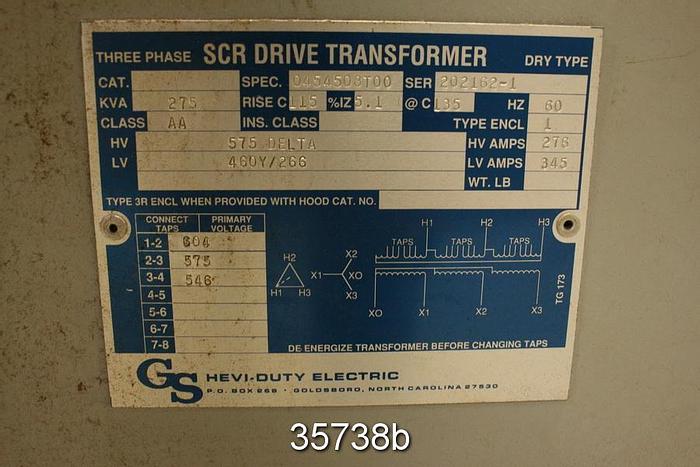 THREE PHASE SCR DRIVE TRANSFORMER DRY TYPE
CAT. SPEC. 0454503T00 SER 202162-1
KVA 275 RISE C 115 %IZ 5.1 @ C 135 HZ 60
CLASS AA INS. CLASS TYPE ENCL 1
HV 575 DELTA HV AMPS 276
LV 460Y/266 LV AMPS 345
WT. LB
TYPE 3R ENCL WHEN PROVIDED WITH HOOD CAT. NO.
CONNECT TAPS PRIMARY VOLTAGE
1-2 604
2-3 575
3-4 546
4-5
5-6
6-7
7-8
H2
H1 H3
X2
X1 XO
X3
H1 H2 H3
TAPS TAPS TAPS
XO X1 X2 X3
TG 173
DE ENERGIZE TRANSFORMER BEFORE CHANGING TAPS
GS HEVI-DUTY ELECTRIC
P.O. BOX 268 • GOLDSBORO, NORTH CAROLINA 27530
35738b